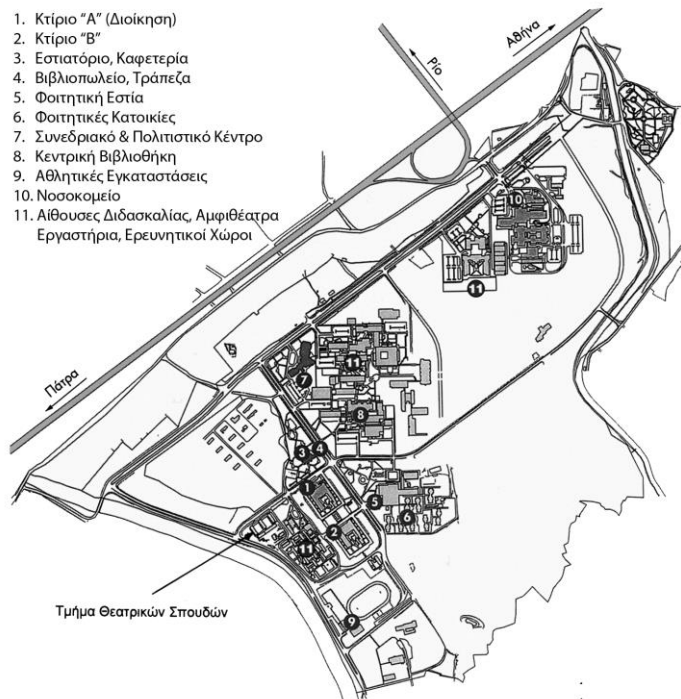 1. Κτίριο “Α” (Διοίκηση)
2. Κτίριο “Β”
3. Εστιατόριο, Καφετερία
4. Βιβλιοπωλείο, Τράπεζα
5. Φοιτητική Εστία
6. Φοιτητικές Κατοικίες
7. Συνεδριακό & Πολιτιστικό Κέντρο
8. Κεντρική Βιβλιοθήκη
9. Αθλητικές Εγκαταστάσεις
10. Νοσοκομείο
11. Αίθουσες Διδασκαλίας, Αμφιθέατρα
Εργαστήρια, Ερευνητικοί Χώροι
Ρίο
Αθήνα
10
11
Πάτρα
11
7
8
3
4
1
5
6
2
11
Τμήμα Θεατρικών Σπουδών
9